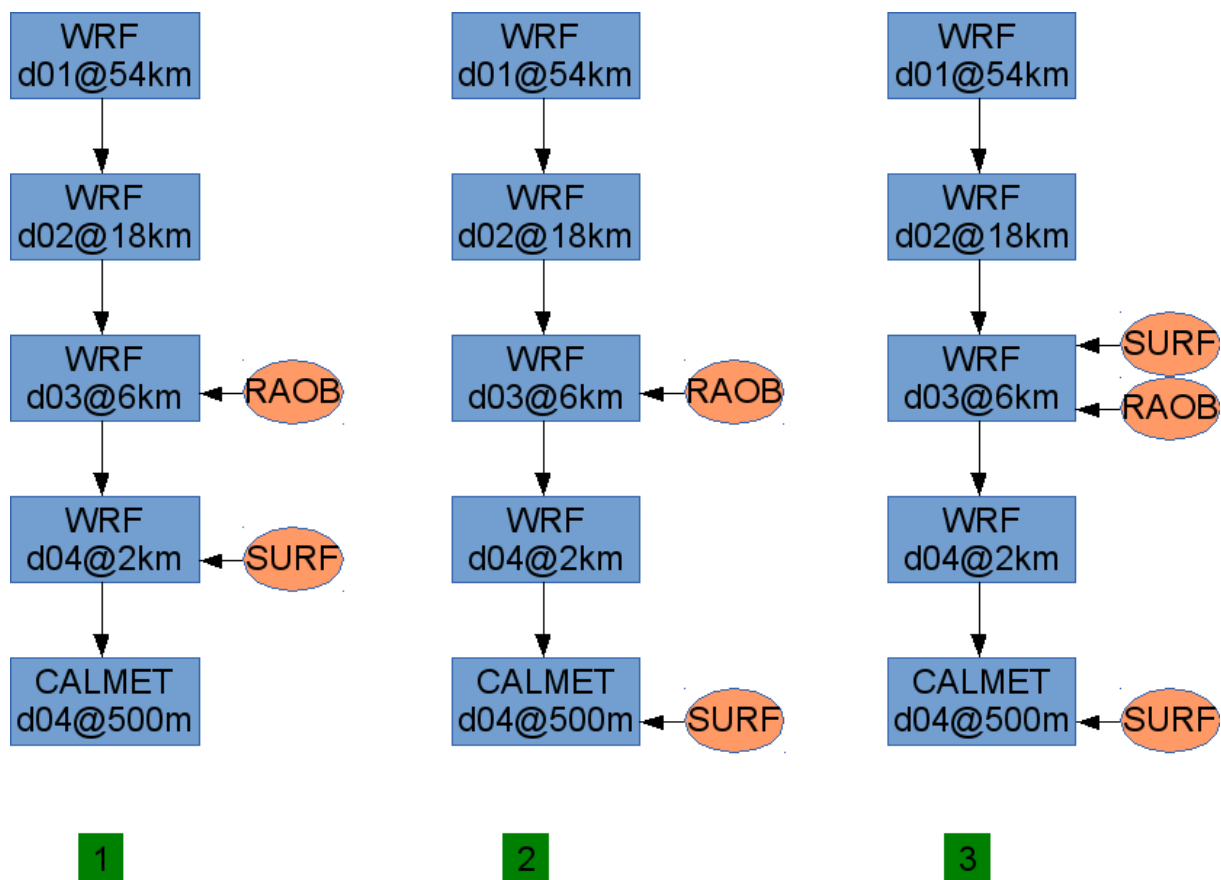 WRF
d01@54km
WRF
d02@18km
WRF
d03@6km
RAOB
WRF
d04@2km
SURF
CALMET
d04@500m
1
WRF
d01@54km
WRF
d02@18km
WRF
d03@6km
RAOB
WRF
d04@2km
CALMET
d04@500m
SURF
2
WRF
d01@54km
WRF
d02@18km
WRF
d03@6km
SURF
RAOB
WRF
d04@2km
CALMET
d04@500m
SURF
3